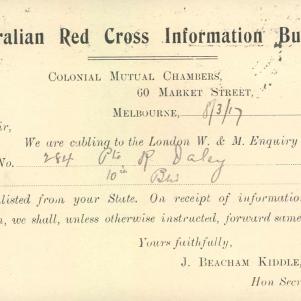 ralian Red Cross Information Bu
COLONIAL MUTUAL CHAMBERS,
60 MARKET STREET,
MELBOURNE, 8/3/17
ir,
We are cabling to the London W. & M. Enquiry
No. 284 Pte R Daley
10th Bn
nlisted from your State. On receipt of information
n, we shall, unless otherwise instructed, forward same
Yours faithfully,
J. BEACHAM KIDDLE,
Hon Secr